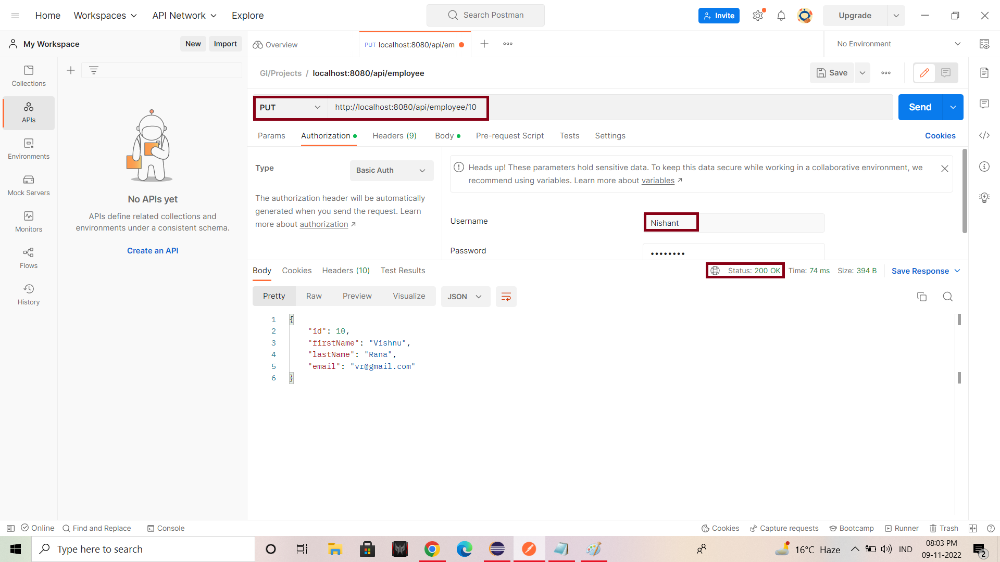 Home Workspaces API Network Explore Search Postman Invite Upgrade
My Workspace New Import Overview PUT localhost:8080/api/em No Environment
Collections
APIs
Environments
Mock Servers
Monitors
Flows
History
No APIs yet
APIs define related collections and
environments under a consistent schema.
Create an API
GI/Projects / localhost:8080/api/employee Save
PUT http://localhost:8080/api/employee/10 Send
Params Authorization Headers (9) Body Pre-request Script Tests Settings Cookies
Type Basic Auth
The authorization header will be automatically
generated when you send the request. Learn
more about authorization ↗
Heads up! These parameters hold sensitive data. To keep this data secure while working in a collaborative environment, we
recommend using variables. Learn more about variables ↗
Username Nishant
Password ••••••••
Body Cookies Headers (10) Test Results Status: 200 OK Time: 74 ms Size: 394 B Save Response
Pretty Raw Preview Visualize JSON
1 {
2 "id": 10,
3 "firstName": "Vishnu",
4 "lastName": "Rana",
5 "email": "vr@gmail.com"
6 }
Online Find and Replace Console Cookies Capture requests Bootcamp Runner Trash
Type here to search 16°C Haze IND 08:03 PM
09-11-2022 2